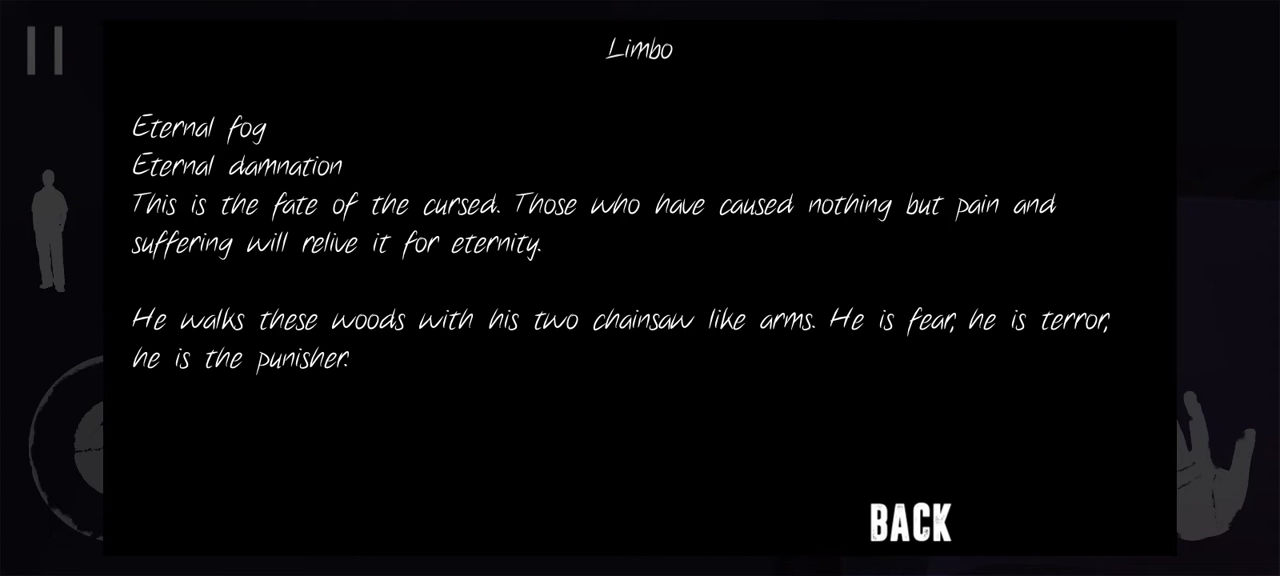 Limbo
Eternal fog
Eternal damnation
This is the fate of the cursed. Those who have caused nothing but pain and
suffering will relive it for eternity.
He walks these woods with his two chainsaw like arms. He is fear, he is terror,
he is the punisher.
BACK